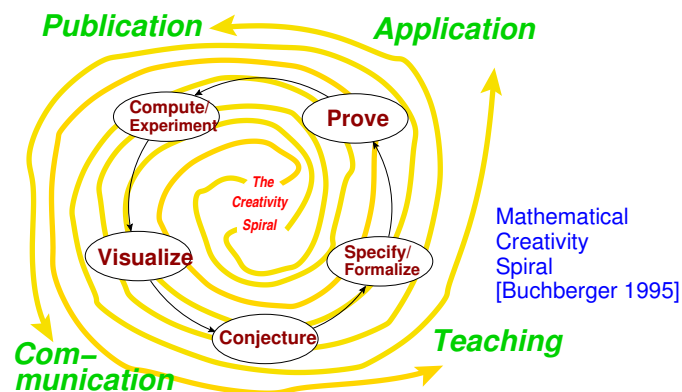 Publication
Application
Compute/
Experiment
Prove
The
Creativity
Spiral
Visualize
Specify/
Formalize
Mathematical
Creativity
Spiral
[Buchberger 1995]
Conjecture
Com–
munication
Teaching